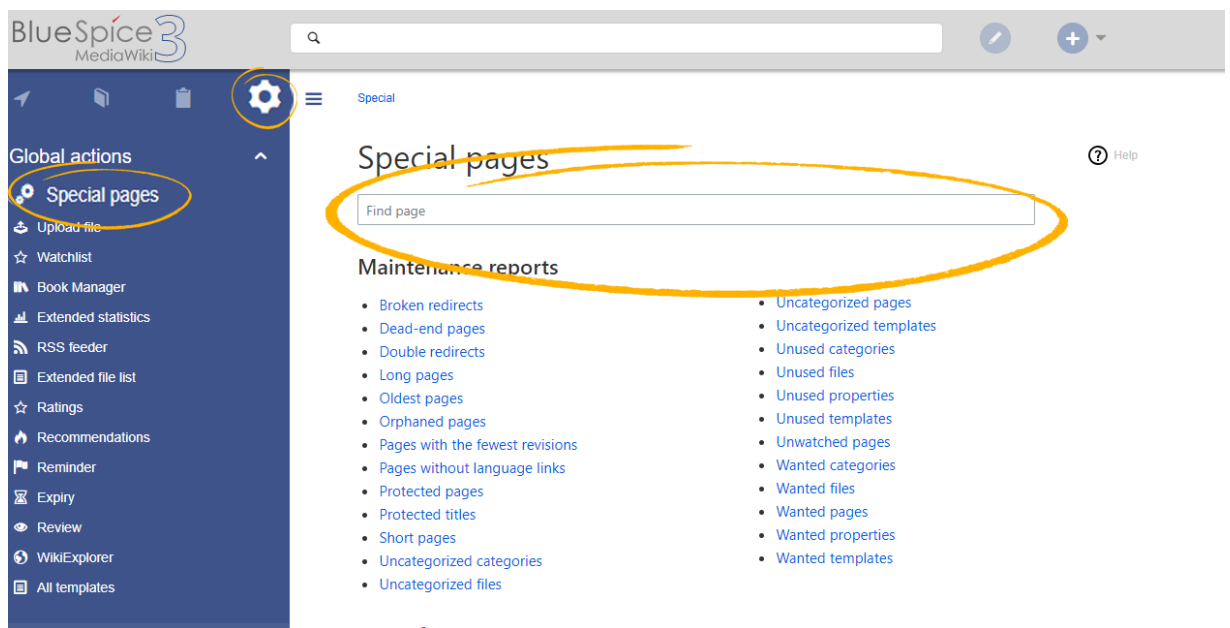 BlueSpice 3
MediaWiki
Special
Global actions
Special pages
Upload file
Watchlist
Book Manager
Extended statistics
RSS feeder
Extended file list
Ratings
Recommendations
Reminder
Expiry
Review
WikiExplorer
All templates
Special pages
Help
Find page
Maintenance reports
Broken redirects
Dead-end pages
Double redirects
Long pages
Oldest pages
Orphaned pages
Pages with the fewest revisions
Pages without language links
Protected pages
Protected titles
Short pages
Uncategorized categories
Uncategorized files
Uncategorized pages
Uncategorized templates
Unused categories
Unused files
Unused properties
Unused templates
Unwatched pages
Wanted categories
Wanted files
Wanted pages
Wanted properties
Wanted templates